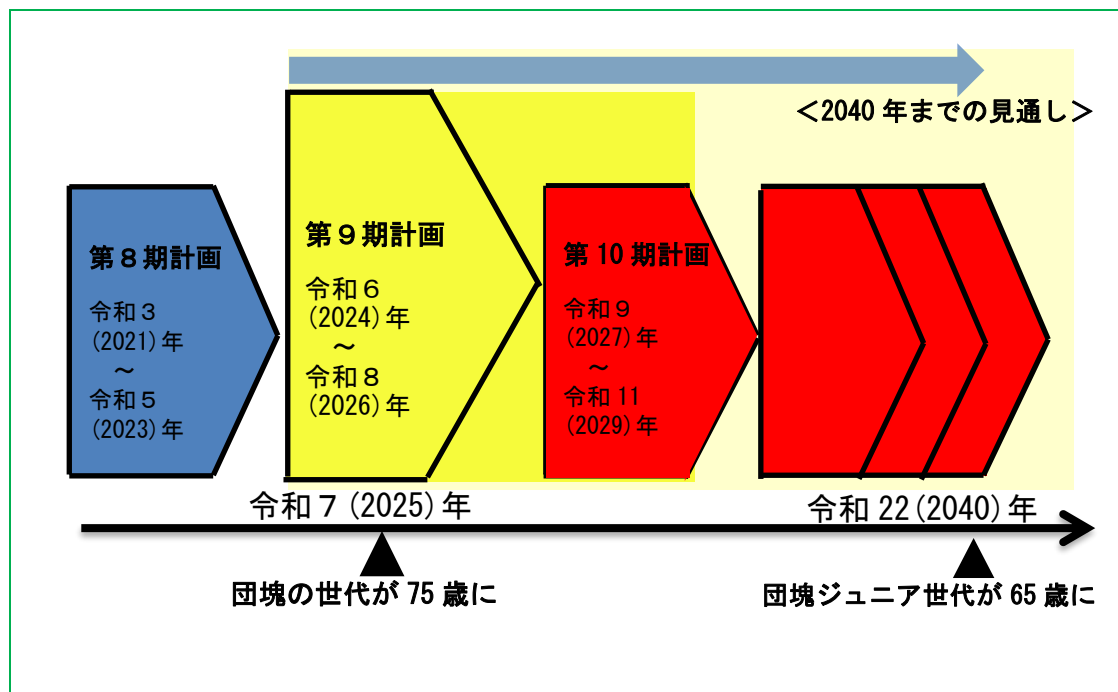 <2040 年までの見通し>
第８期計画
令和３
(2021)年
～
令和５
(2023)年
第９期計画
令和６
(2024)年
～
令和８
(2026)年
第 10 期計画
令和９
(2027)年
～
令和 11
(2029)年
令和７(2025)年
令和 22(2040)年
団塊の世代が 75 歳に
団塊ジュニア世代が 65 歳に